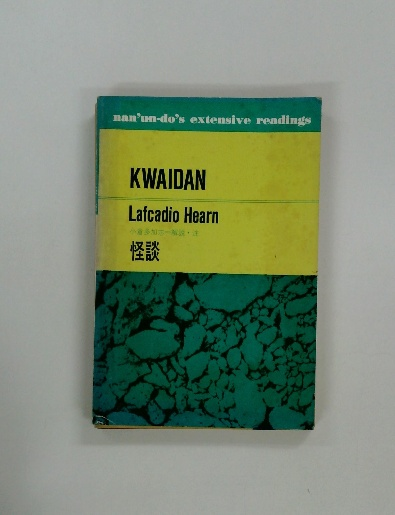 nan'un-do's extensive readings
KWAIDAN
Lafcadio Hearn
怪談